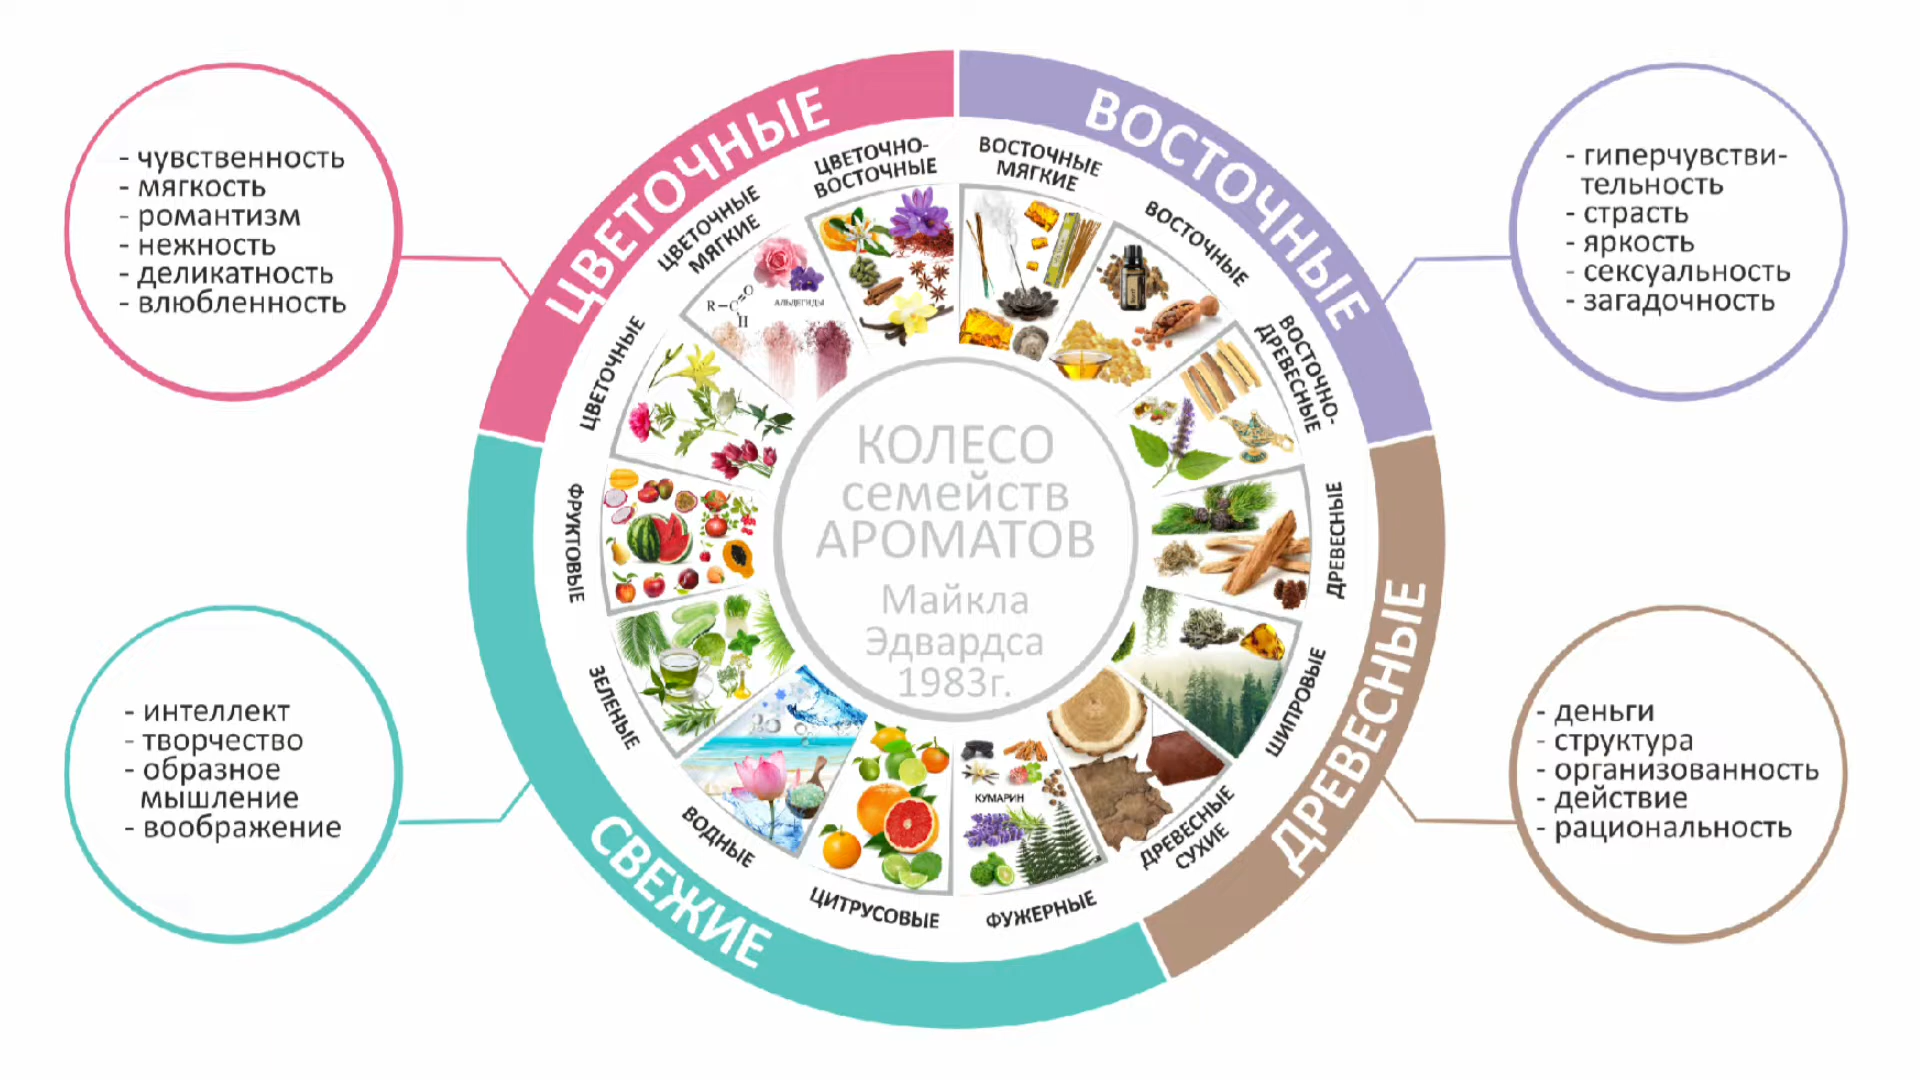 - чувственность
- мягкость
- романтизм
- нежность
- деликатность
- влюбленность
- гиперчувстви-
тельность
- страсть
- яркость
- сексуальность
- загадочность
- интеллект
- творчество
- образное
мышление
- воображение
- деньги
- структура
- организованность
- действие
- рациональность
ЦВЕТОЧНЫЕ
ВОСТОЧНЫЕ
ДРЕВЕСНЫЕ
СВЕЖИЕ
ЦВЕТОЧНО-
ВОСТОЧНЫЕ
ВОСТОЧНЫЕ
МЯГКИЕ
ВОСТОЧНЫЕ
ВОСТОЧНО-
ДРЕВЕСНЫЕ
ДРЕВЕСНЫЕ
ШИПРОВЫЕ
ДРЕВЕСНЫЕ
СУХИЕ
ФУЖЕРНЫЕ
ЦИТРУСОВЫЕ
ВОДНЫЕ
ЗЕЛЕНЫЕ
ФРУКТОВЫЕ
ЦВЕТОЧНЫЕ
ЦВЕТОЧНЫЕ
МЯГКИЕ
R-C
O
H
АЛЬДЕГИДЫ
КУМАРИН
КОЛЕСО
семейств
АРОМАТОВ
Майкла
Эдвардса
1983г.